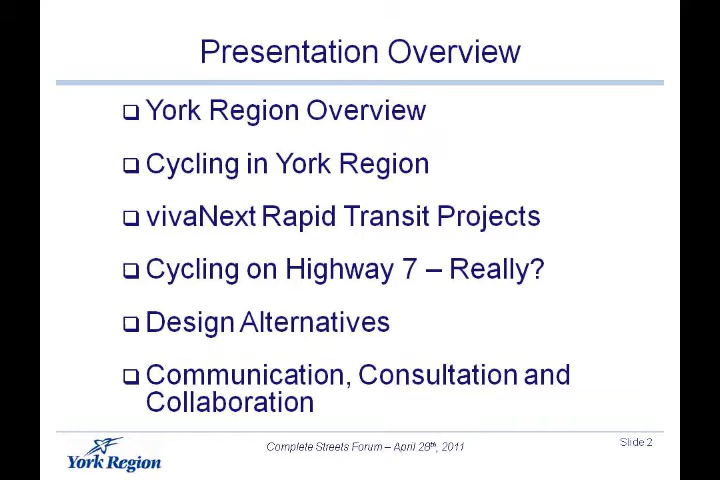 Presentation Overview
York Region Overview
Cycling in York Region
vivaNext Rapid Transit Projects
Cycling on Highway 7 – Really?
Design Alternatives
Communication, Consultation and
Collaboration
Complete Streets Forum – April 28th, 2011
Slide 2
York Region